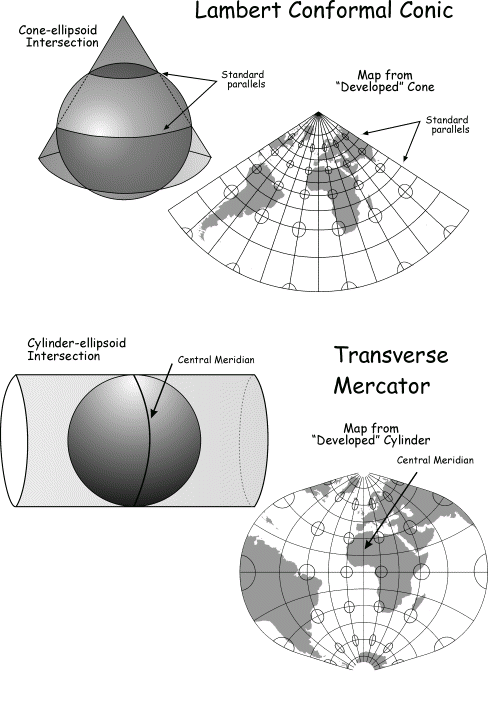 Lambert Conformal Conic
Cone-ellipsoid
Intersection
Standard
parallels
Map from
“Developed” Cone
Standard
parallels
Cylinder-ellipsoid
Intersection
Central Meridian
Transverse
Mercator
Map from
“Developed” Cylinder
Central Meridian